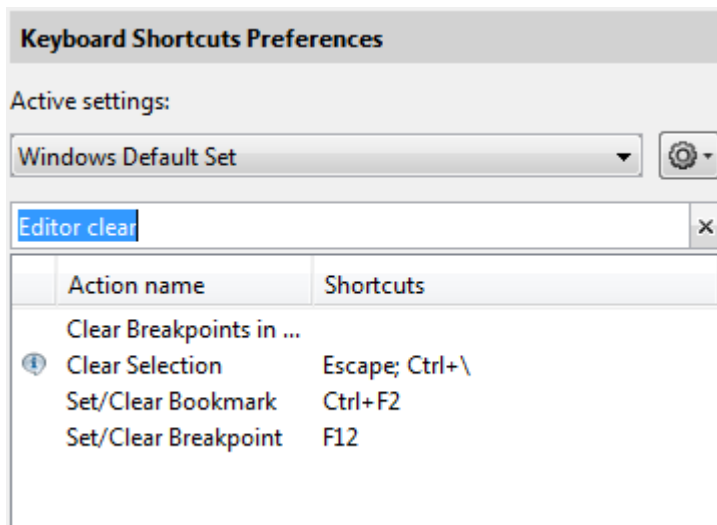 Keyboard Shortcuts Preferences
Active settings:
Windows Default Set
Editor clear
Action name Shortcuts
Clear Breakpoints in ...
Clear Selection Escape; Ctrl+\
Set/Clear Bookmark Ctrl+F2
Set/Clear Breakpoint F12